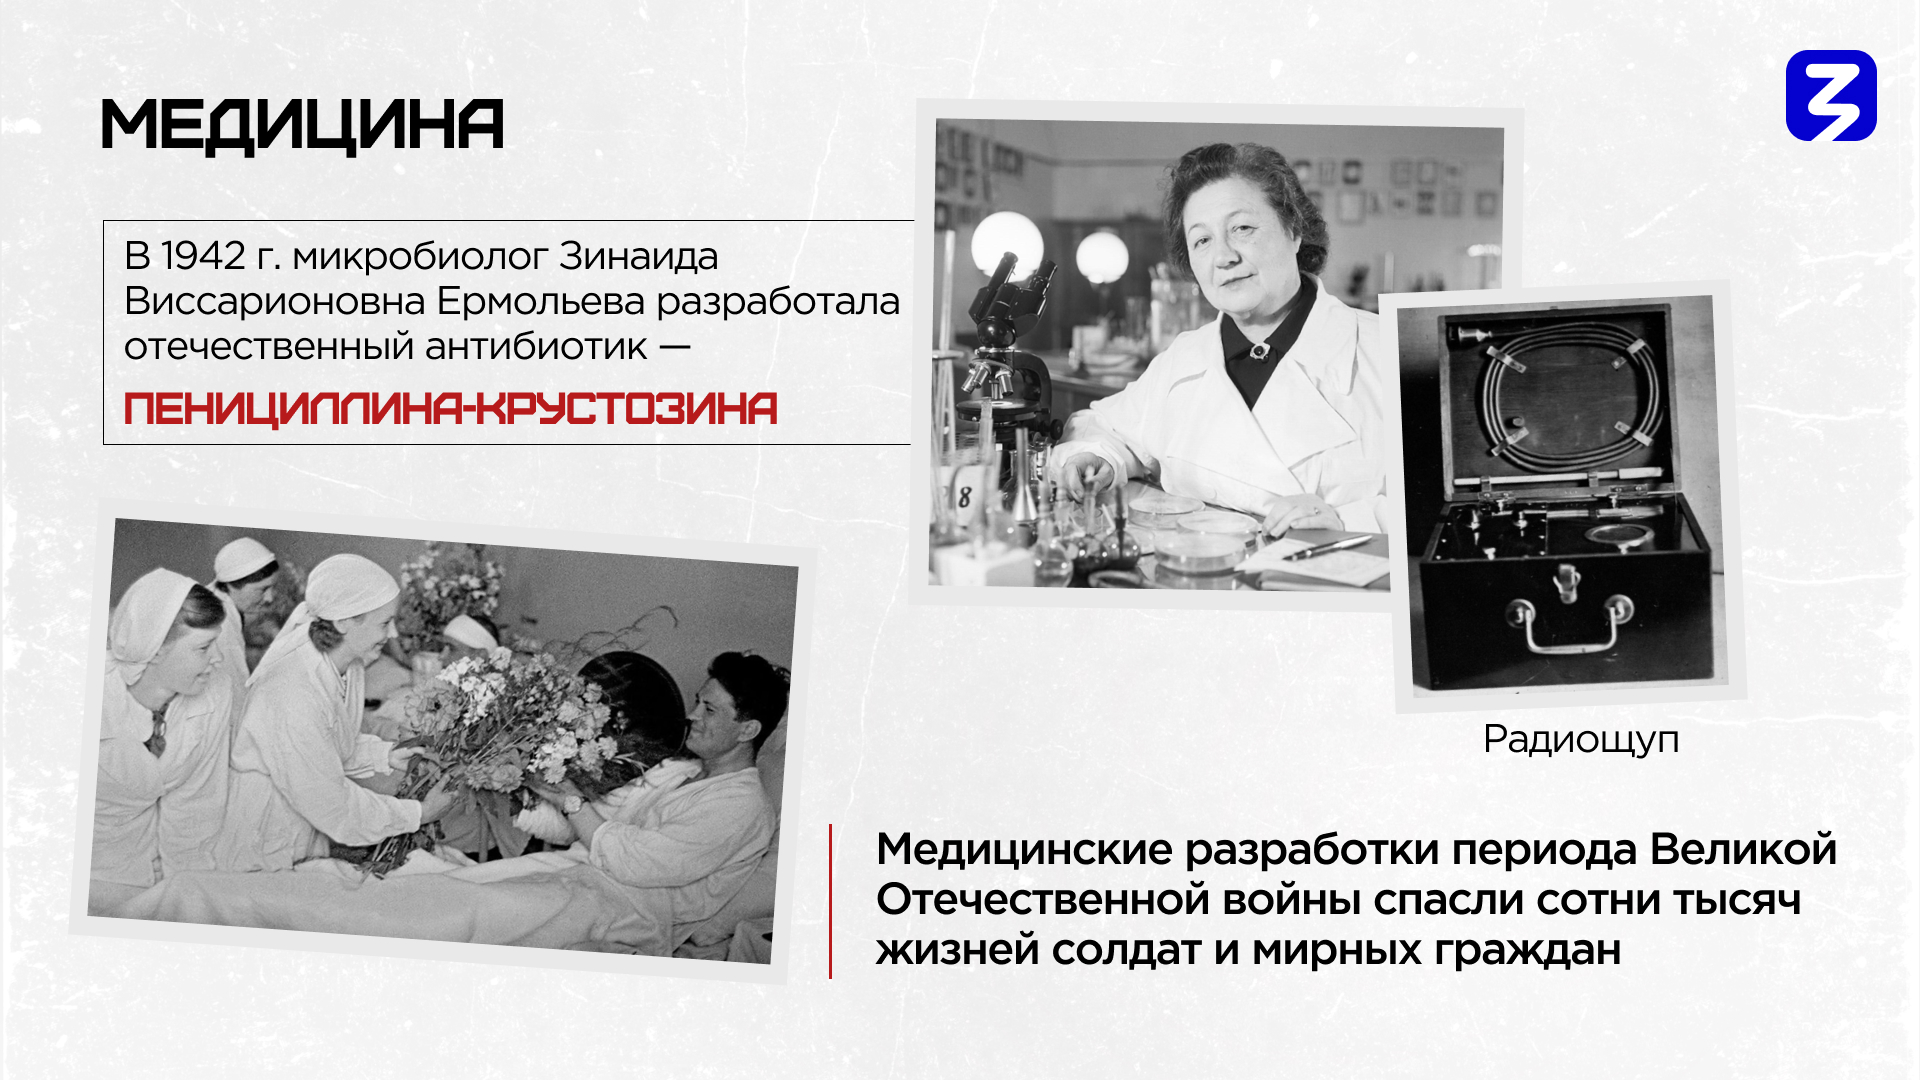 МЕДИЦИНА
В 1942 г. микробиолог Зинаида
Виссарионовна Ермольева разработала
отечественный антибиотик —
ПЕНИЦИЛЛИНА-КРУСТОЗИНА
8
Радиощуп
Медицинские разработки периода Великой
Отечественной войны спасли сотни тысяч
жизней солдат и мирных граждан